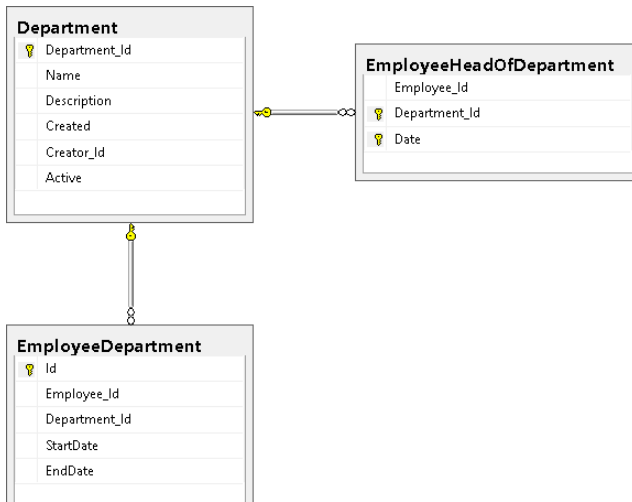 Department
Department_Id
Name
Description
Created
Creator_Id
Active
EmployeeHeadOfDepartment
Employee_Id
Department_Id
Date
EmployeeDepartment
Id
Employee_Id
Department_Id
StartDate
EndDate